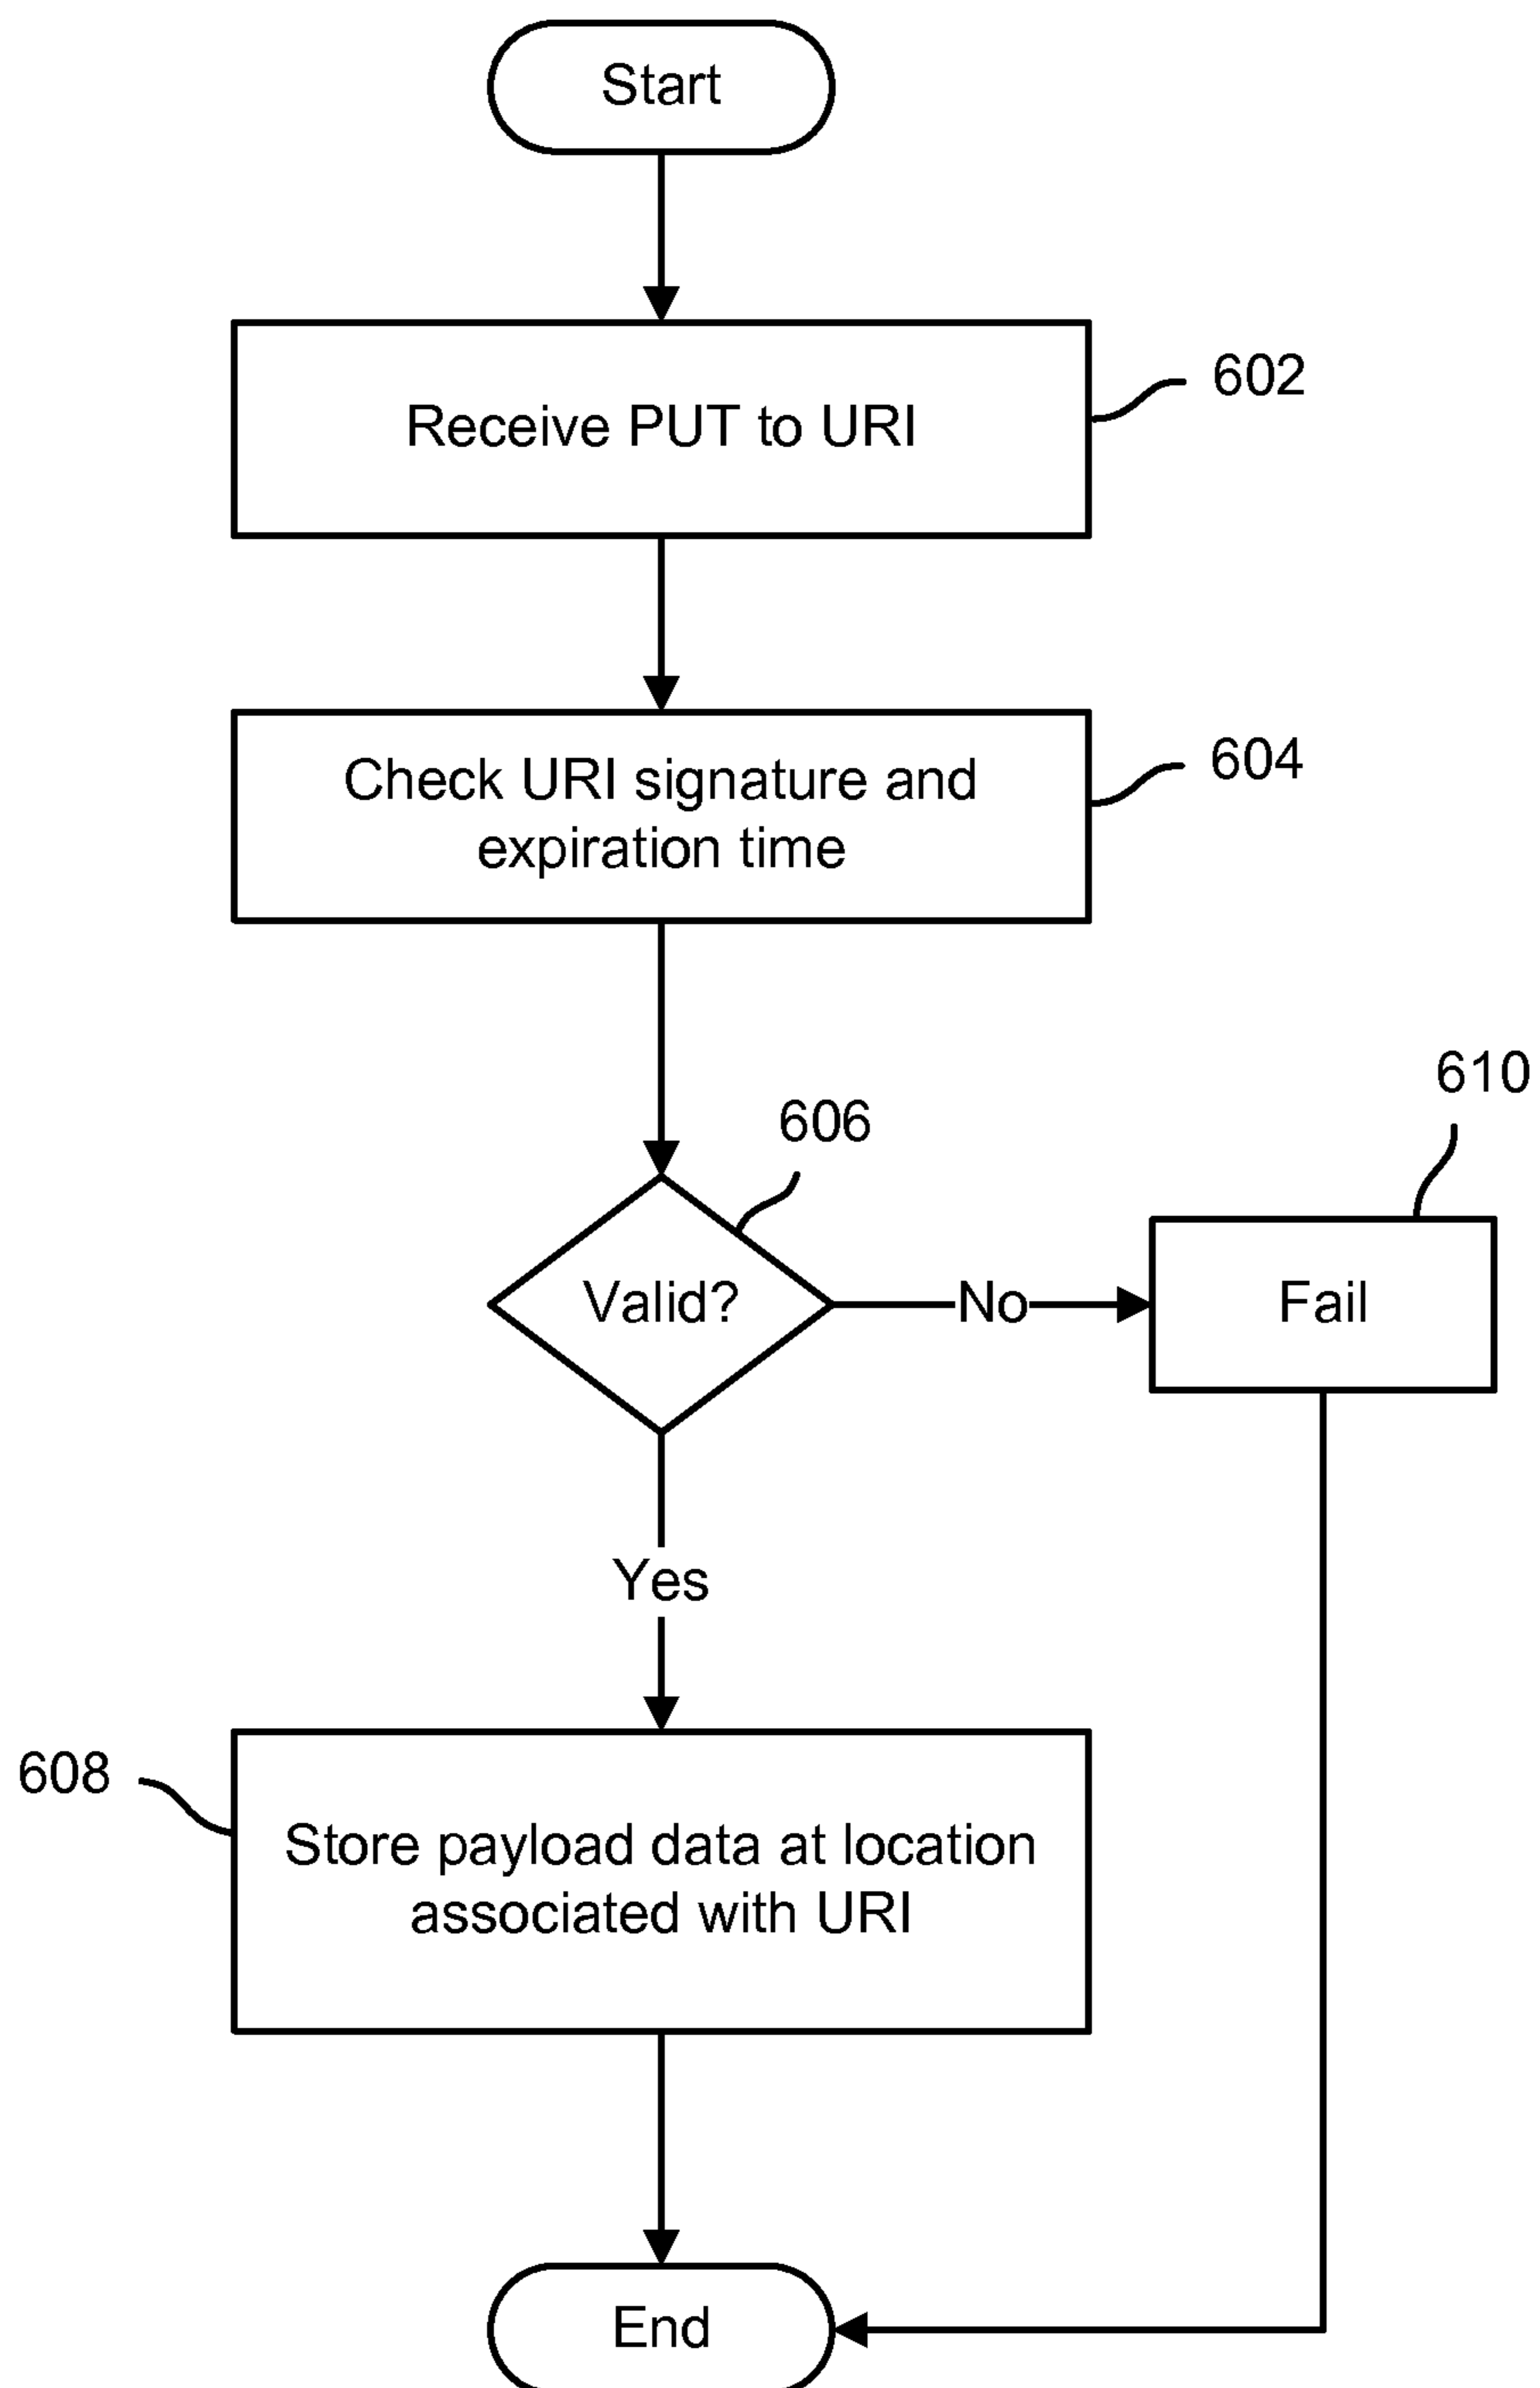 Start
Receive PUT to URI
602
Check URI signature and
expiration time
604
606
610
Valid?
No
Fail
Yes
608
Store payload data at location
associated with URI
End